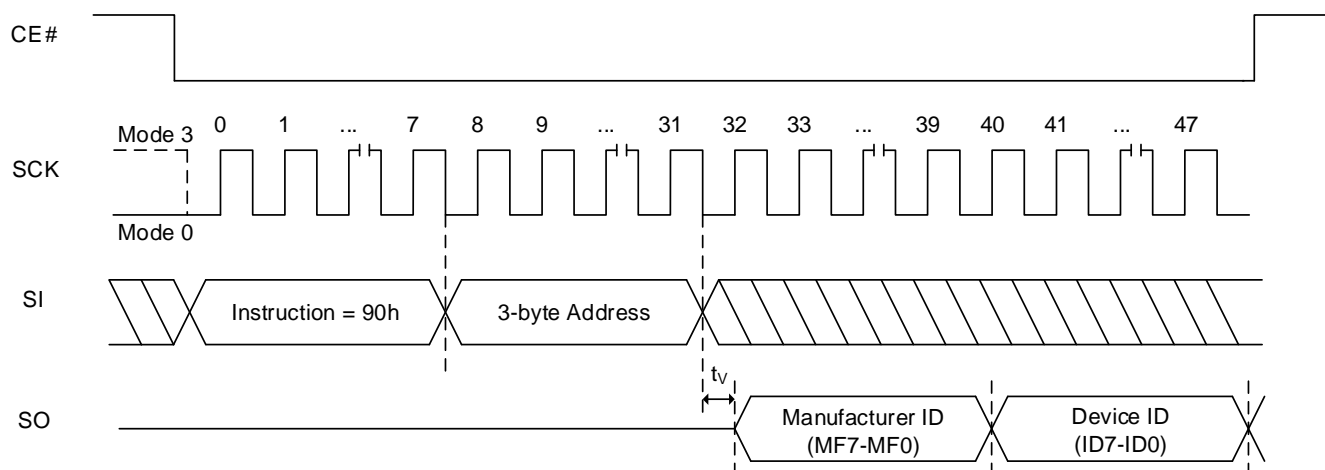 CE#
Mode 3
0 1 ... 7 8 9 ... 31 32 33 ... 39 40 41 ... 47
SCK
Mode 0
SI
Instruction = 90h
3-byte Address
tV
SO
Manufacturer ID
(MF7-MF0)
Device ID
(ID7-ID0)